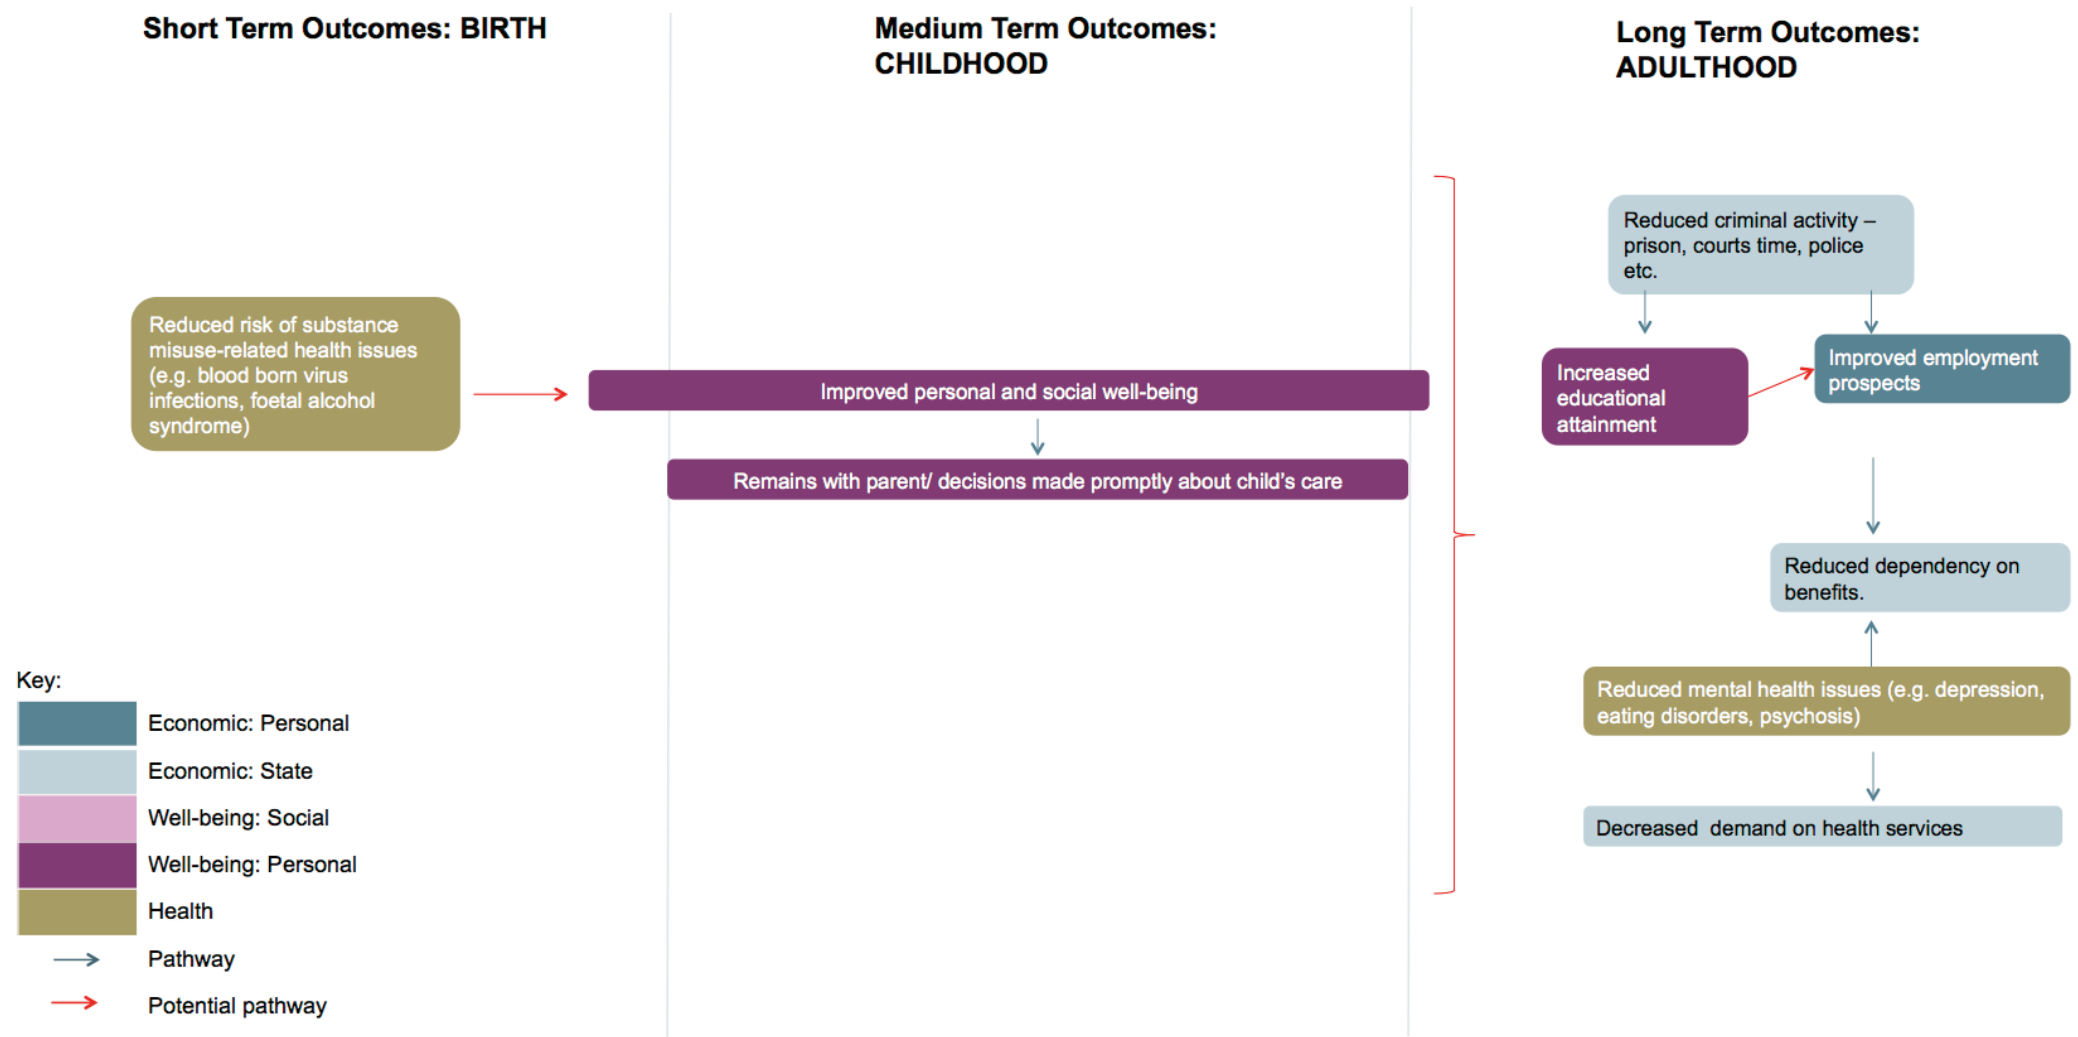 Short Term Outcomes: BIRTH
Medium Term Outcomes:
CHILDHOOD
Long Term Outcomes:
ADULTHOOD
Reduced risk of substance
misuse-related health issues
(e.g. blood born virus
infections, foetal alcohol
syndrome)
Improved personal and social well-being
Remains with parent/ decisions made promptly about child's care
Reduced criminal activity –
prison, courts time, police
etc.
Increased
educational
attainment
Improved employment
prospects
Reduced dependency on
benefits.
Reduced mental health issues (e.g. depression,
eating disorders, psychosis)
Decreased  demand on health services
Key:
Economic: Personal
Economic: State
Well-being: Social
Well-being: Personal
Health
Pathway
Potential pathway